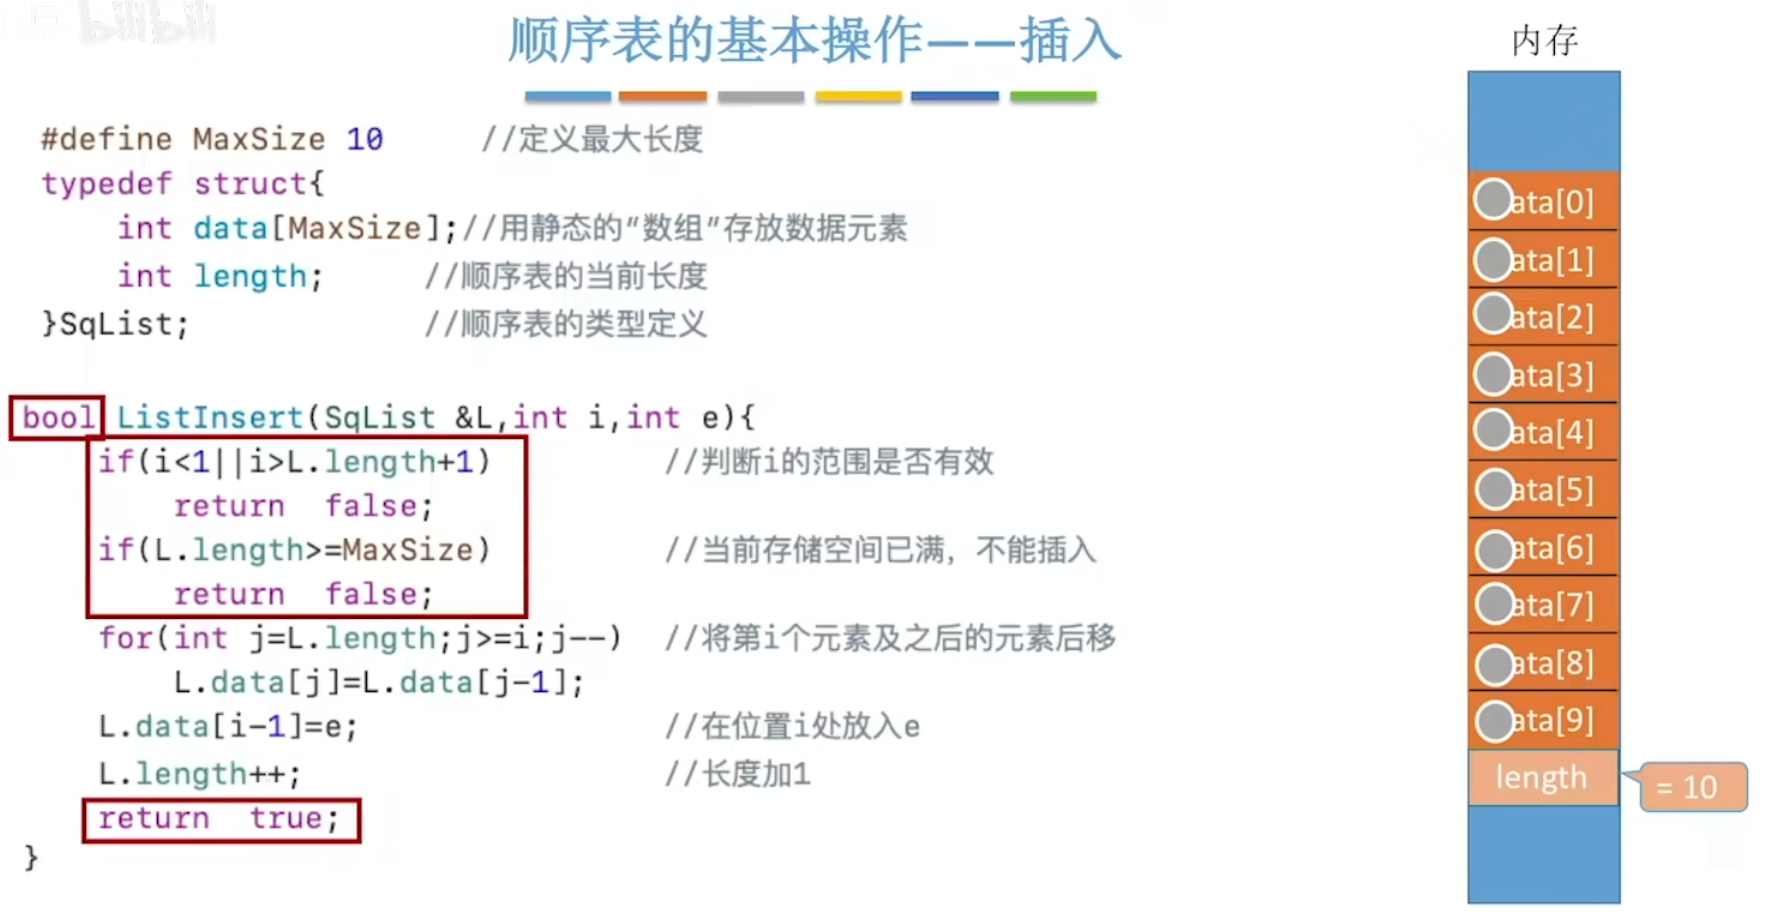 bilibili
顺序表的基本操作——插入
#define MaxSize 10 //定义最大长度
typedef struct{
int data[MaxSize];//用静态的“数组”存放数据元素
int length; //顺序表的当前长度
}SqList; //顺序表的类型定义
bool ListInsert(SqList &L,int i,int e){
if(i<1||i>L.length+1) //判断i的范围是否有效
return false;
if(L.length>=MaxSize) //当前存储空间已满，不能插入
return false;
for(int j=L.length;j>=i;j--) //将第i个元素及之后的元素后移
L.data[j]=L.data[j-1];
L.data[i-1]=e; //在位置i处放入e
L.length++; //长度加1
return true;
}
内存
ata[0]
ata[1]
ata[2]
ata[3]
ata[4]
ata[5]
ata[6]
ata[7]
ata[8]
ata[9]
length
= 10